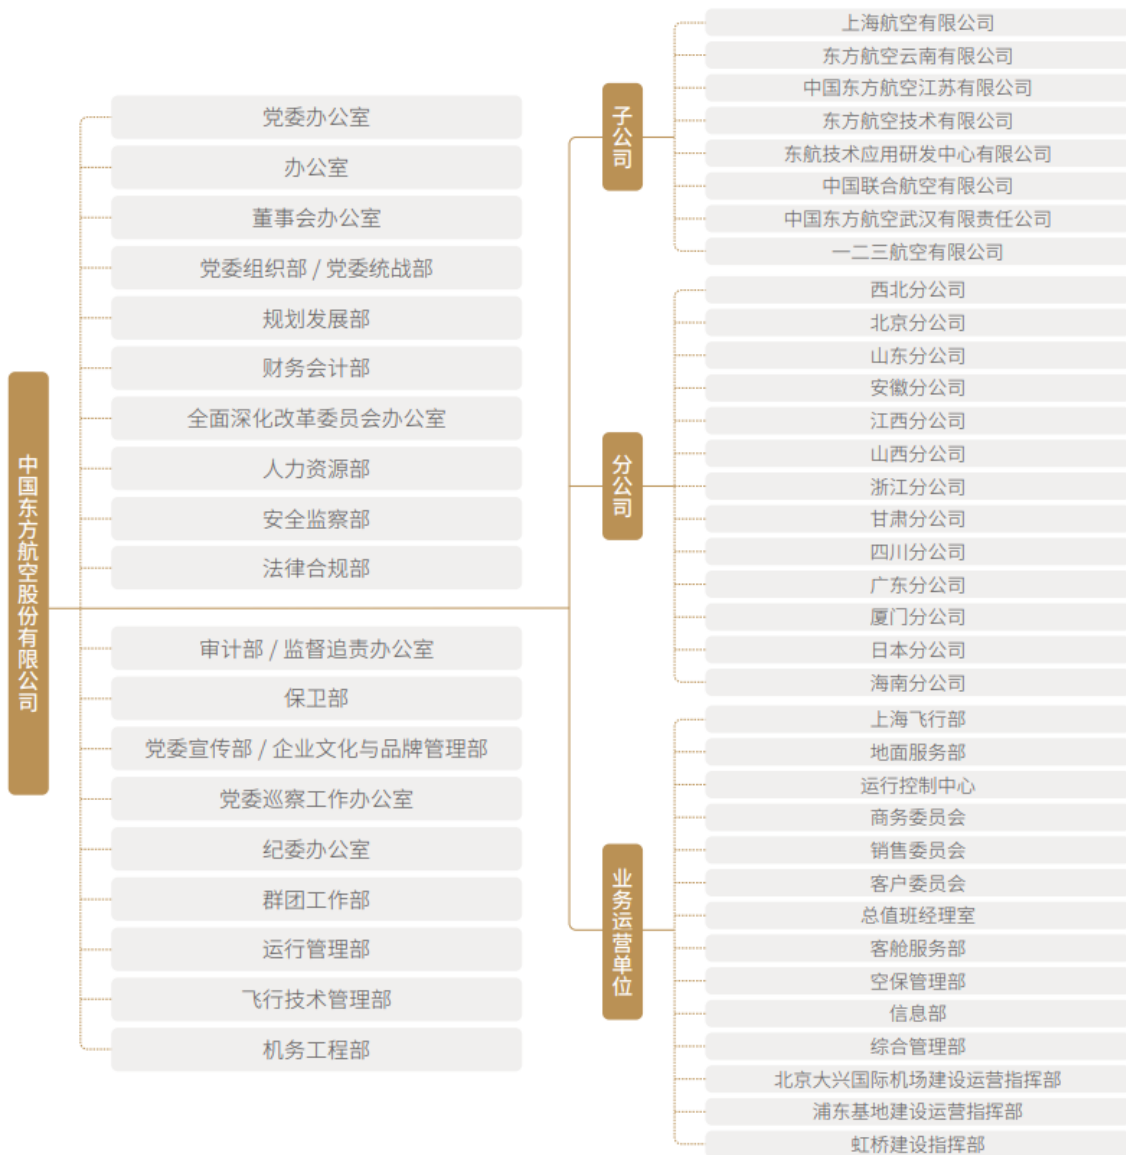 中国东方航空股份有限公司
党委办公室
办公室
董事会办公室
党委组织部 / 党委统战部
规划发展部
财务会计部
全面深化改革委员会办公室
人力资源部
安全监察部
法律合规部
审计部 / 监督追责办公室
保卫部
党委宣传部 / 企业文化与品牌管理部
党委巡察工作办公室
纪委办公室
群团工作部
运行管理部
飞行技术管理部
机务工程部
子公司
上海航空有限公司
东方航空云南有限公司
中国东方航空江苏有限公司
东方航空技术有限公司
东航技术应用研发中心有限公司
中国联合航空有限公司
中国东方航空武汉有限责任公司
一二三航空有限公司
分公司
西北分公司
北京分公司
山东分公司
安徽分公司
江西分公司
山西分公司
浙江分公司
甘肃分公司
四川分公司
广东分公司
厦门分公司
日本分公司
海南分公司
业务运营单位
上海飞行部
地面服务部
运行控制中心
商务委员会
销售委员会
客户委员会
总值班经理室
客舱服务部
空保管理部
信息部
综合管理部
北京大兴国际机场建设运营指挥部
浦东基地建设运营指挥部
虹桥建设指挥部